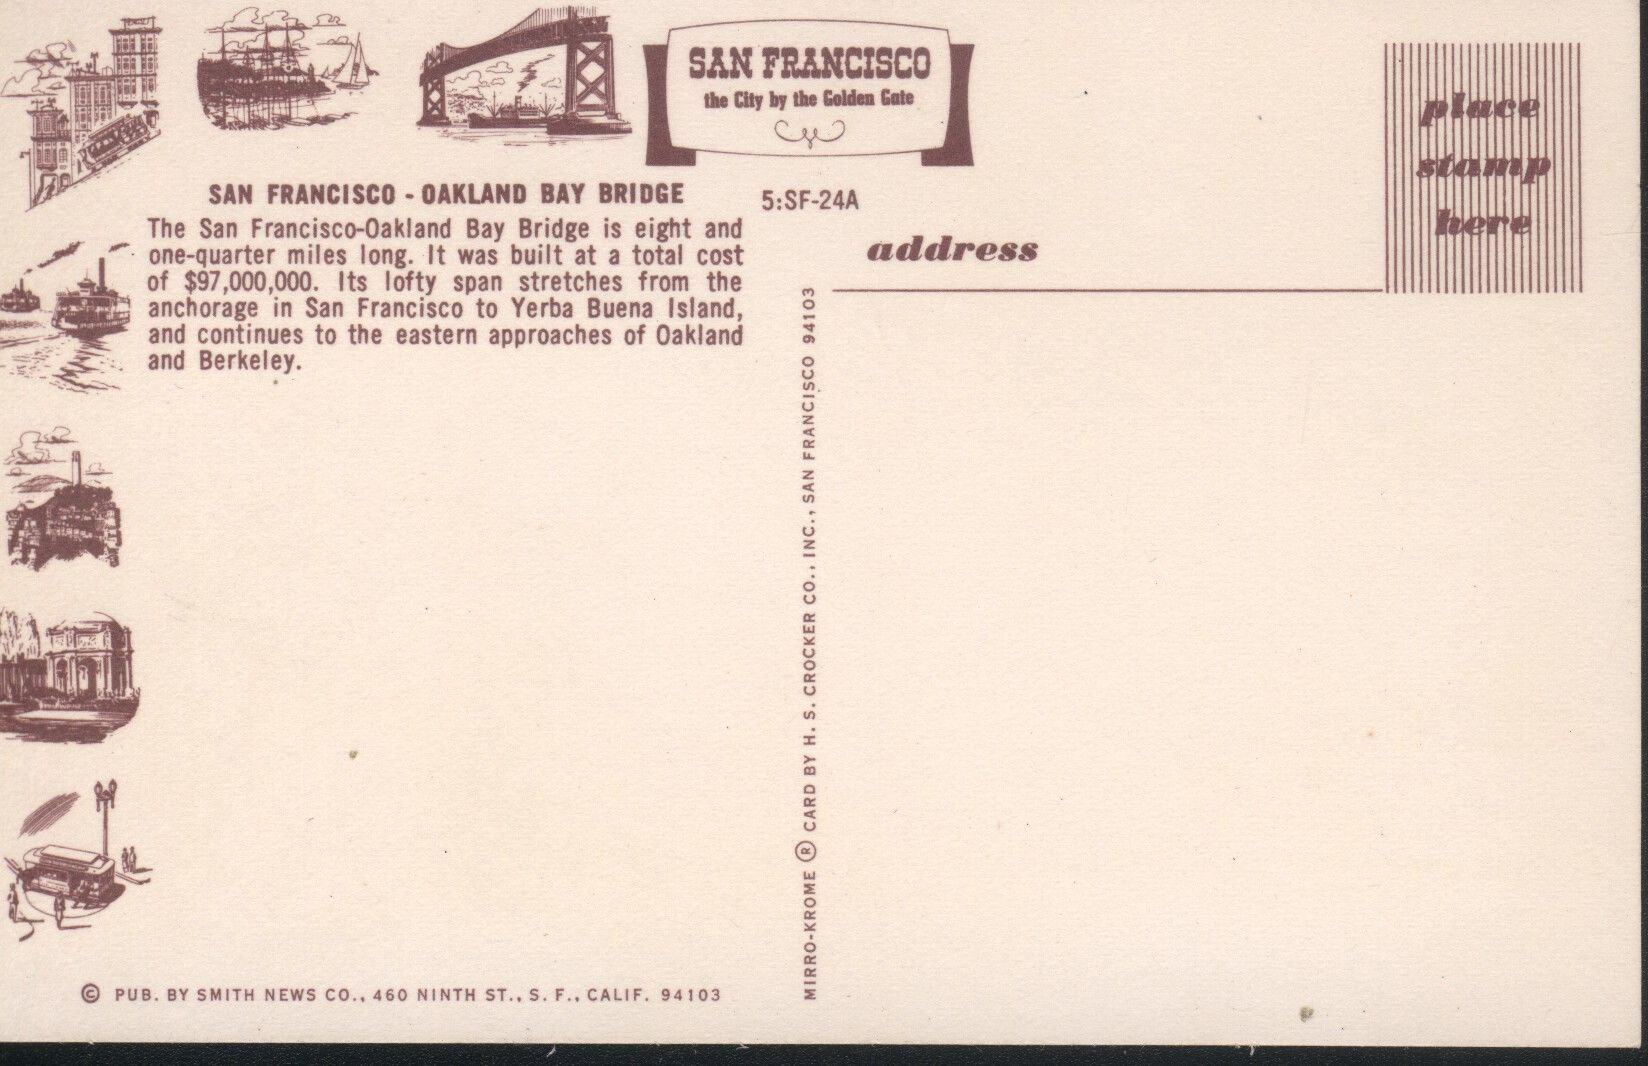 SAN FRANCISCO
the City by the Golden Gate
place
stamp
here
SAN FRANCISCO - OAKLAND BAY BRIDGE
5:SF-24A
The San Francisco-Oakland Bay Bridge is eight and
one-quarter miles long. It was built at a total cost
of $97,000,000. Its lofty span stretches from the
anchorage in San Francisco to Yerba Buena Island,
and continues to the eastern approaches of Oakland
and Berkeley.
address
MIRRO-KROME ® CARD BY H. S. CROCKER CO., INC., SAN FRANCISCO 94103
© PUB. BY SMITH NEWS CO., 460 NINTH ST., S. F., CALIF. 94103